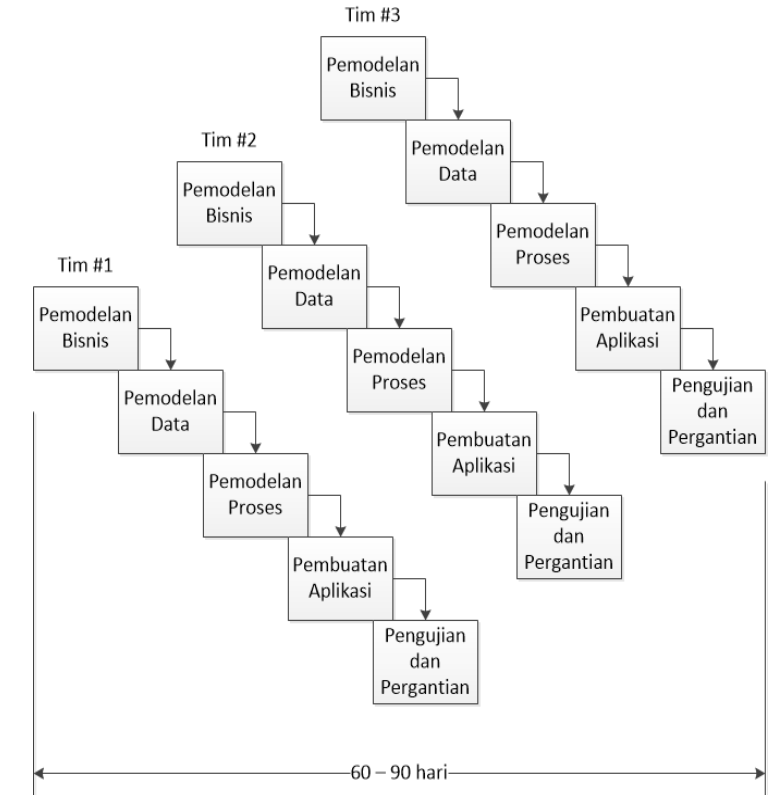 Tim #3
Pemodelan
Bisnis
Pemodelan
Data
Pemodelan
Proses
Pembuatan
Aplikasi
Pengujian
dan
Pergantian
Tim #2
Pemodelan
Bisnis
Pemodelan
Data
Pemodelan
Proses
Pembuatan
Aplikasi
Pengujian
dan
Pergantian
Tim #1
Pemodelan
Bisnis
Pemodelan
Data
Pemodelan
Proses
Pembuatan
Aplikasi
Pengujian
dan
Pergantian
60 – 90 hari